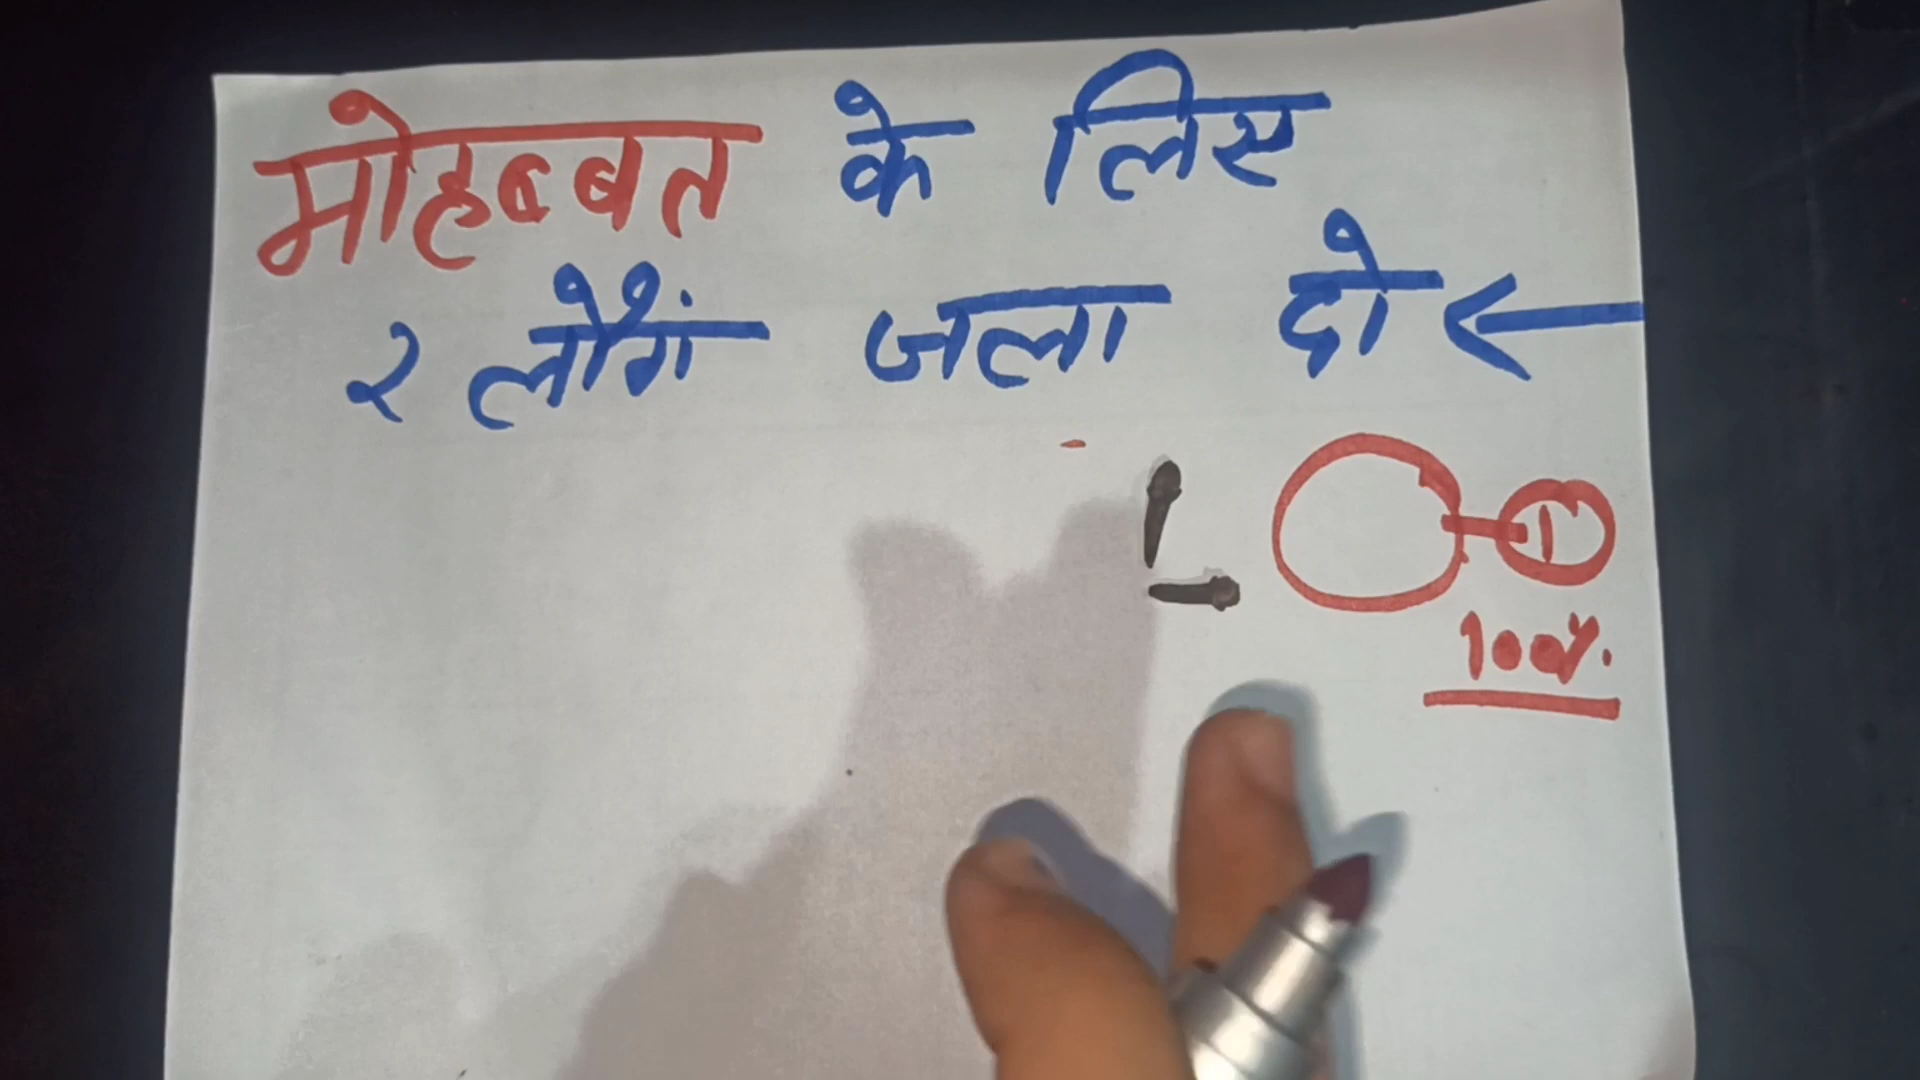 मोहब्बत के लिए
२ लौंग जला दो
1
100%.